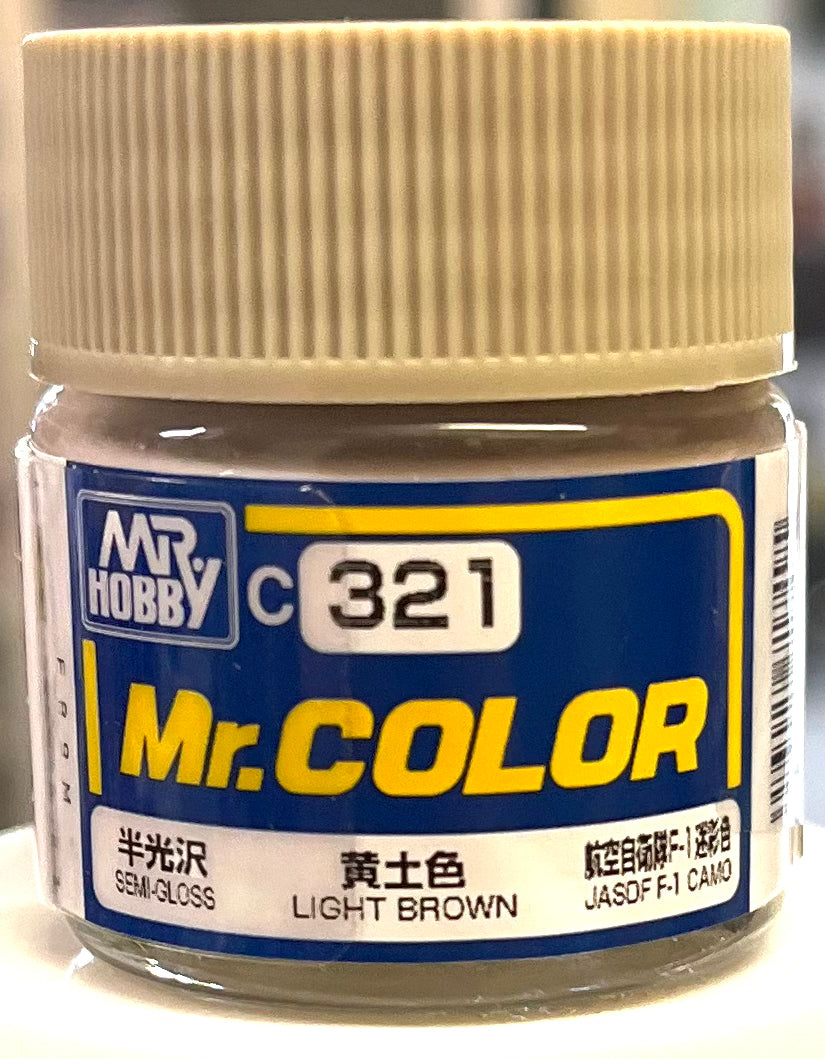 MR. HOBBY
C 321
Mr.COLOR
半光沢
SEMI-GLOSS
黄土色
LIGHT BROWN
航空自衛隊F-1迷彩色
JASDF F-1 CAMO